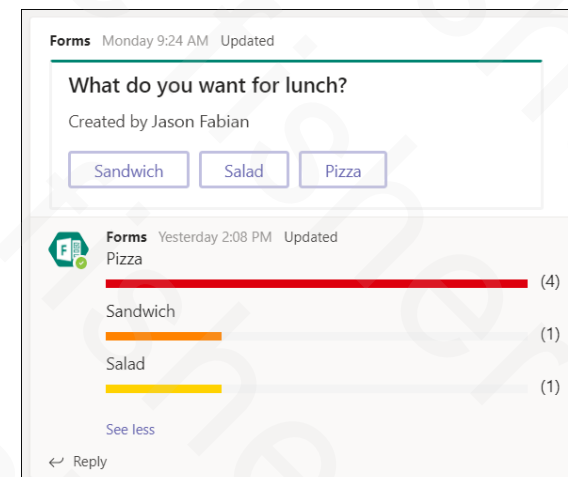 Forms Monday 9:24 AM Updated
What do you want for lunch?
Created by Jason Fabian
Sandwich Salad Pizza
Forms Yesterday 2:08 PM Updated
Pizza
(4)
Sandwich
(1)
Salad
(1)
See less
Reply